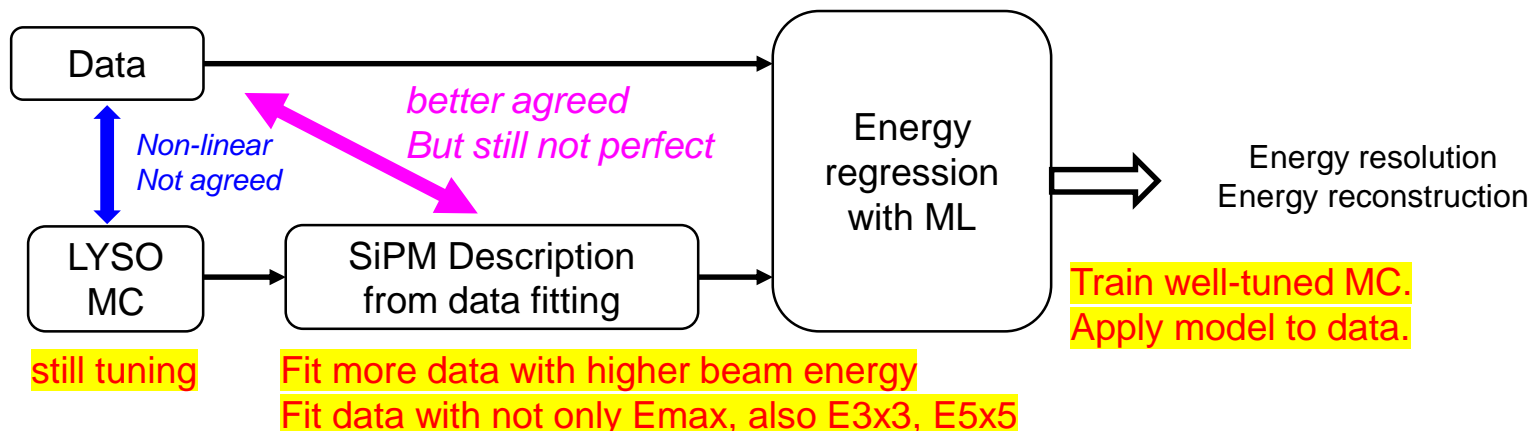 Data
Non-linear
Not agreed
better agreed
But still not perfect
LYSO
MC
SiPM Description
from data fitting
Energy
regression
with ML
Energy resolution
Energy reconstruction
Train well-tuned MC.
Apply model to data.
still tuning
Fit more data with higher beam energy
Fit data with not only Emax, also E3x3, E5x5